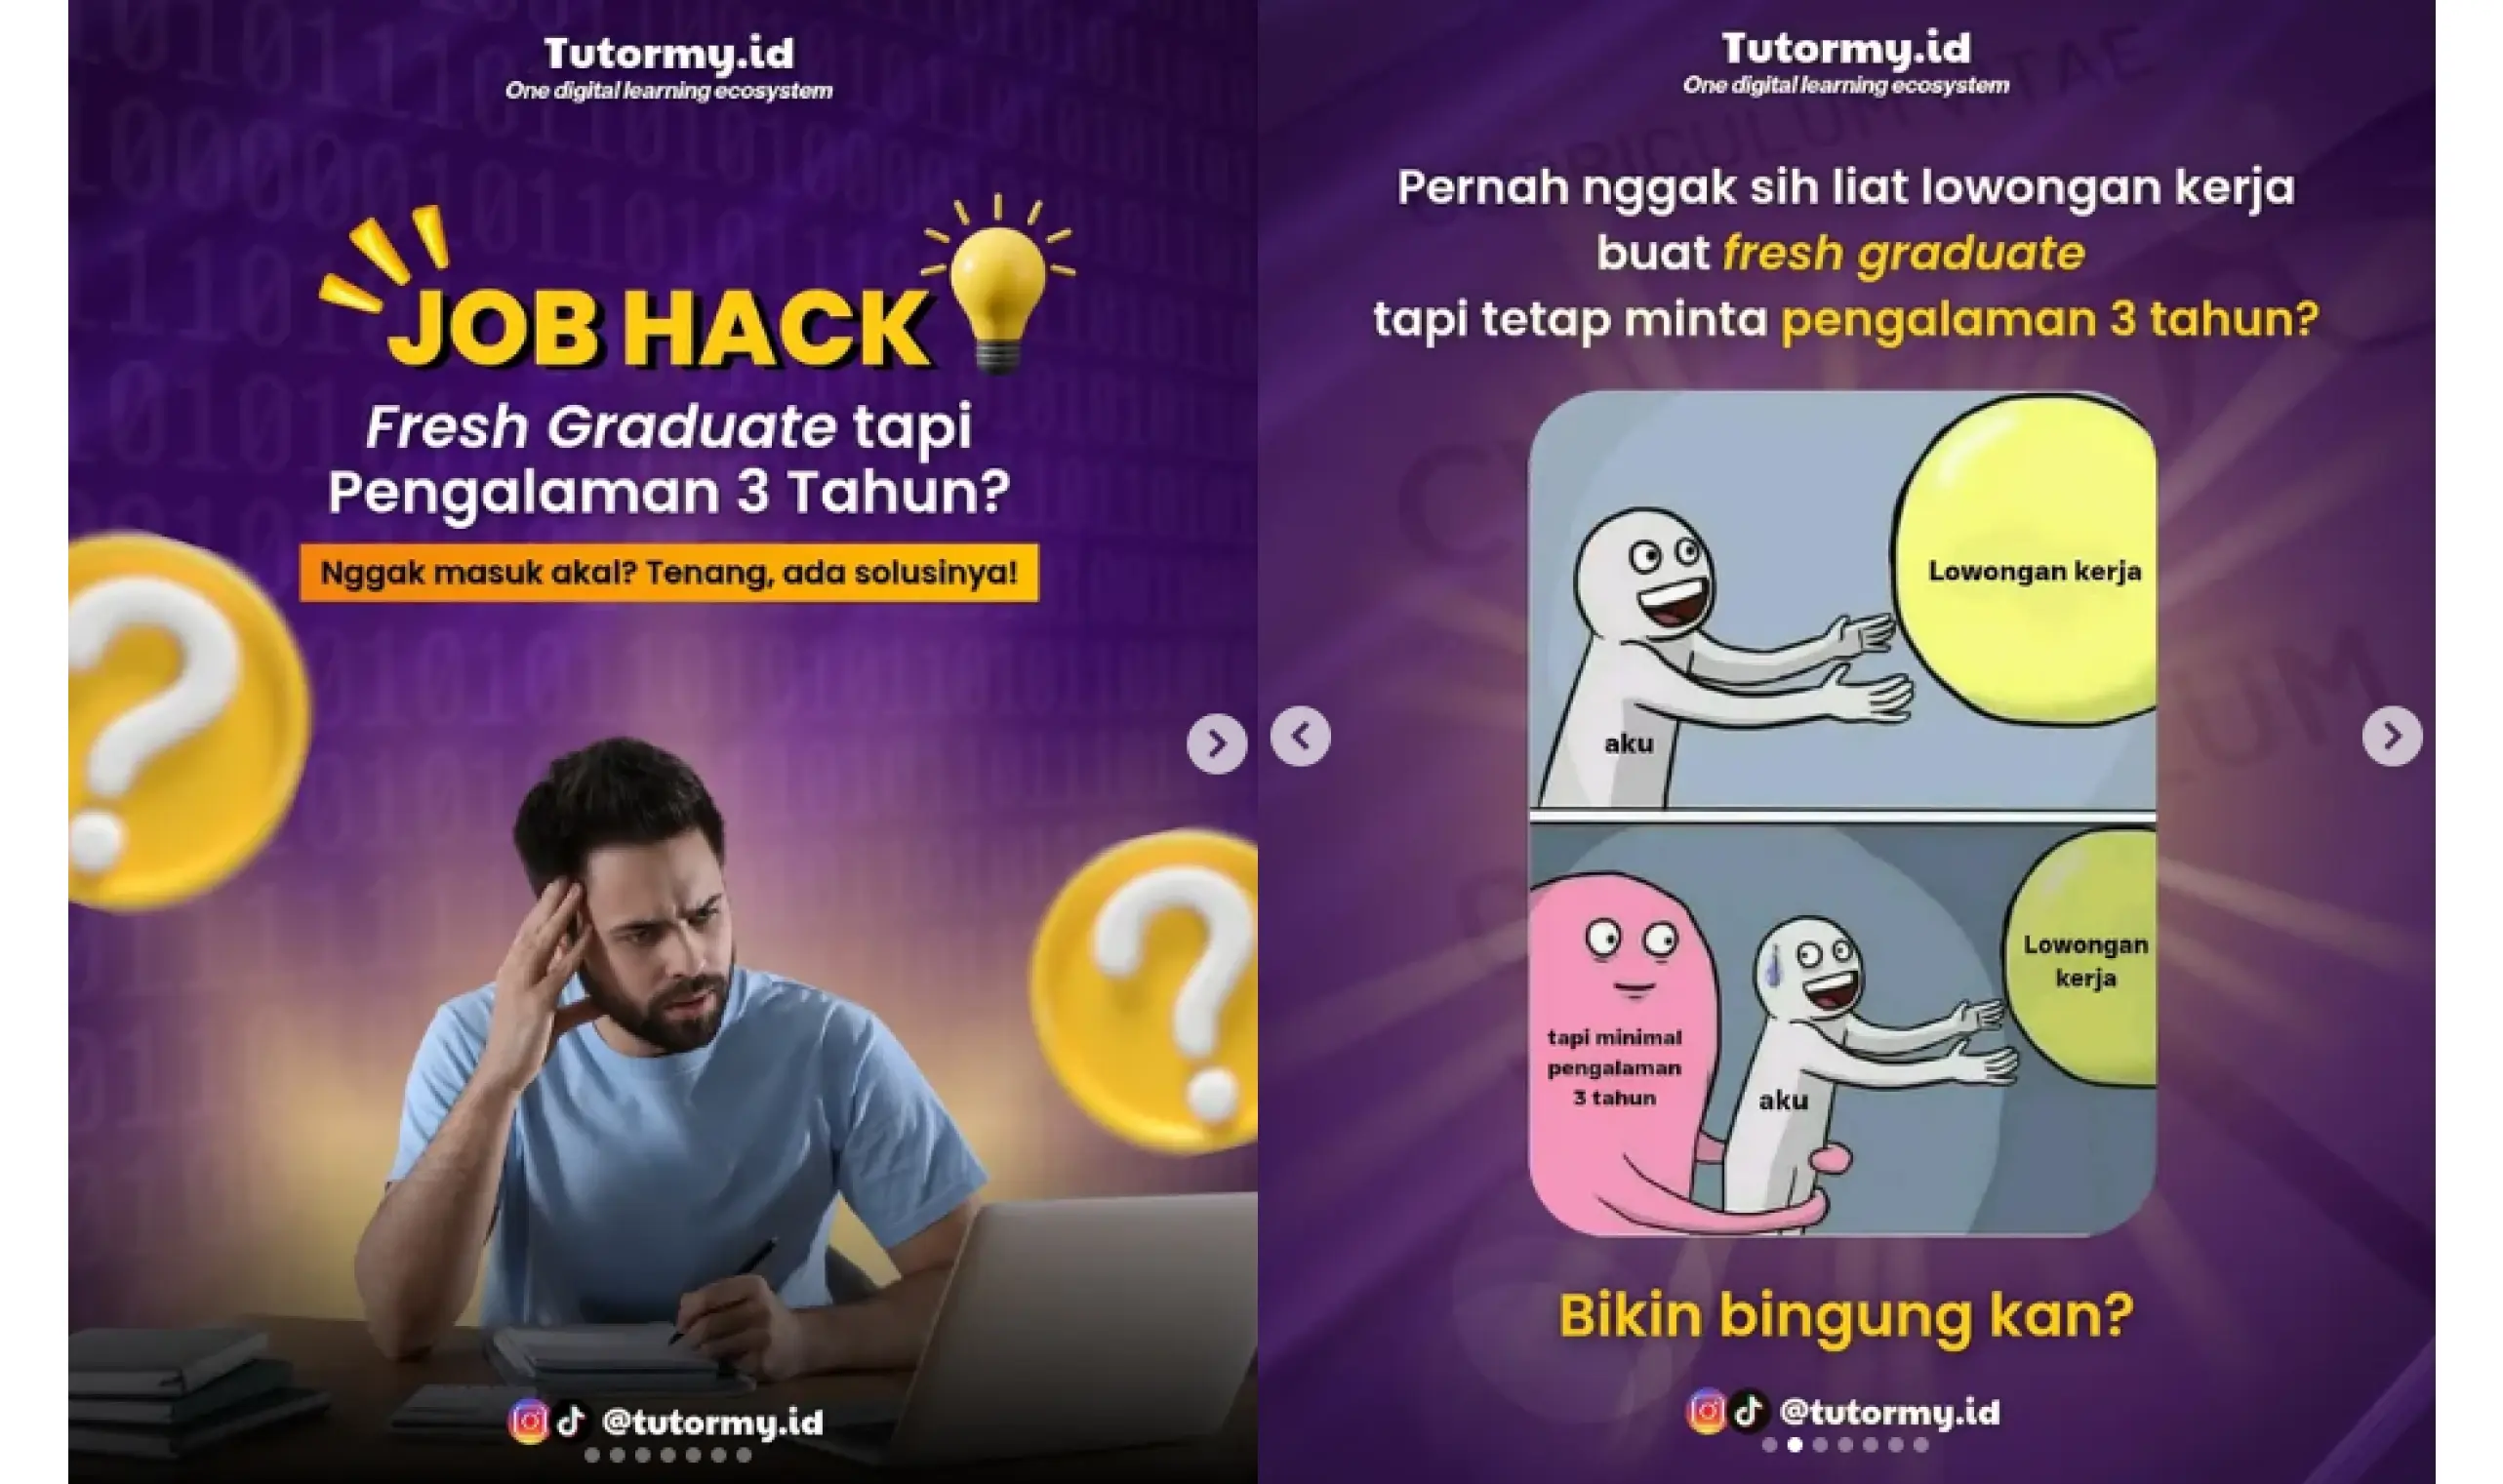 Tutormy.id
One digital learning ecosystem
JOB HACK
Fresh Graduate tapi
Pengalaman 3 Tahun?
Nggak masuk akal? Tenang, ada solusinya!
@tutormy.id
Tutormy.id
One digital learning ecosystem
Pernah nggak sih liat lowongan kerja
buat fresh graduate
tapi tetap minta pengalaman 3 tahun?
Lowongan kerja
aku
Lowongan
kerja
tapi minimal
pengalaman
3 tahun
aku
Bikin bingung kan?
@tutormy.id